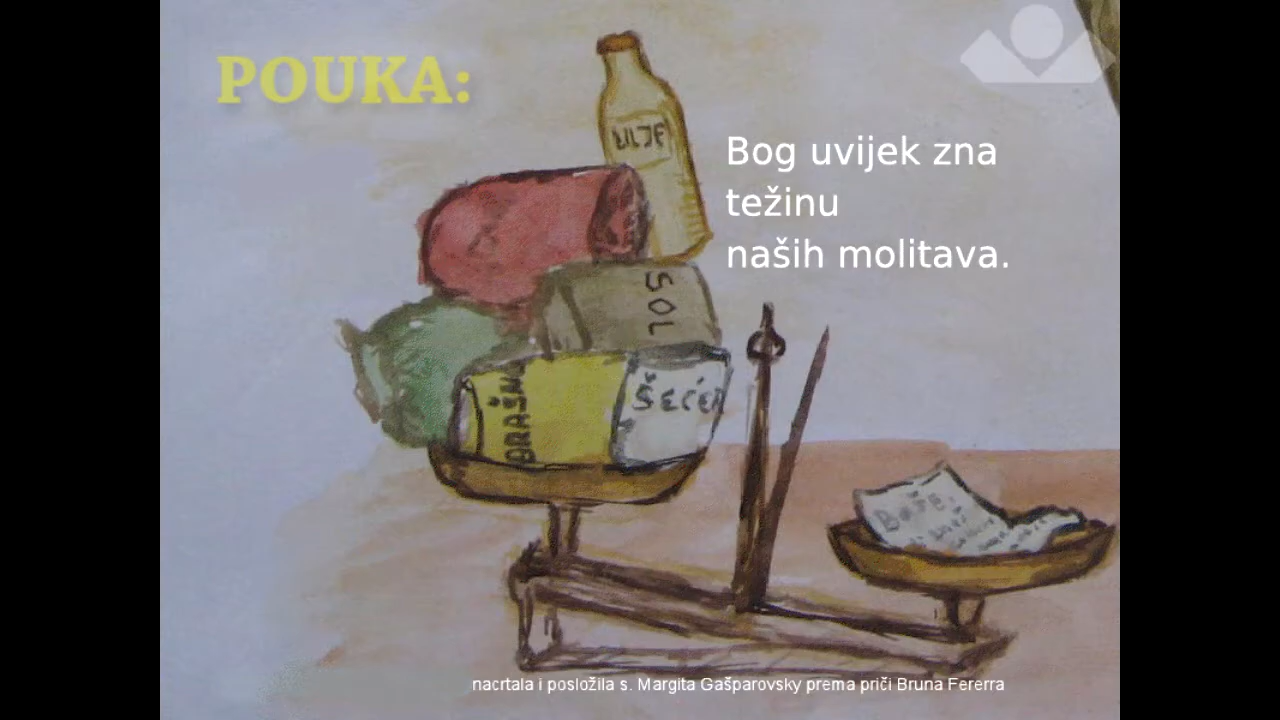 POUKA:
Bog uvijek zna
težinu
naših molitava.
ULJE
SOL
BRAŠNO
ŠEĆER
BOŽE,
nacrtala i posložila s. Margita Gašparovsky prema priči Bruna Fererra